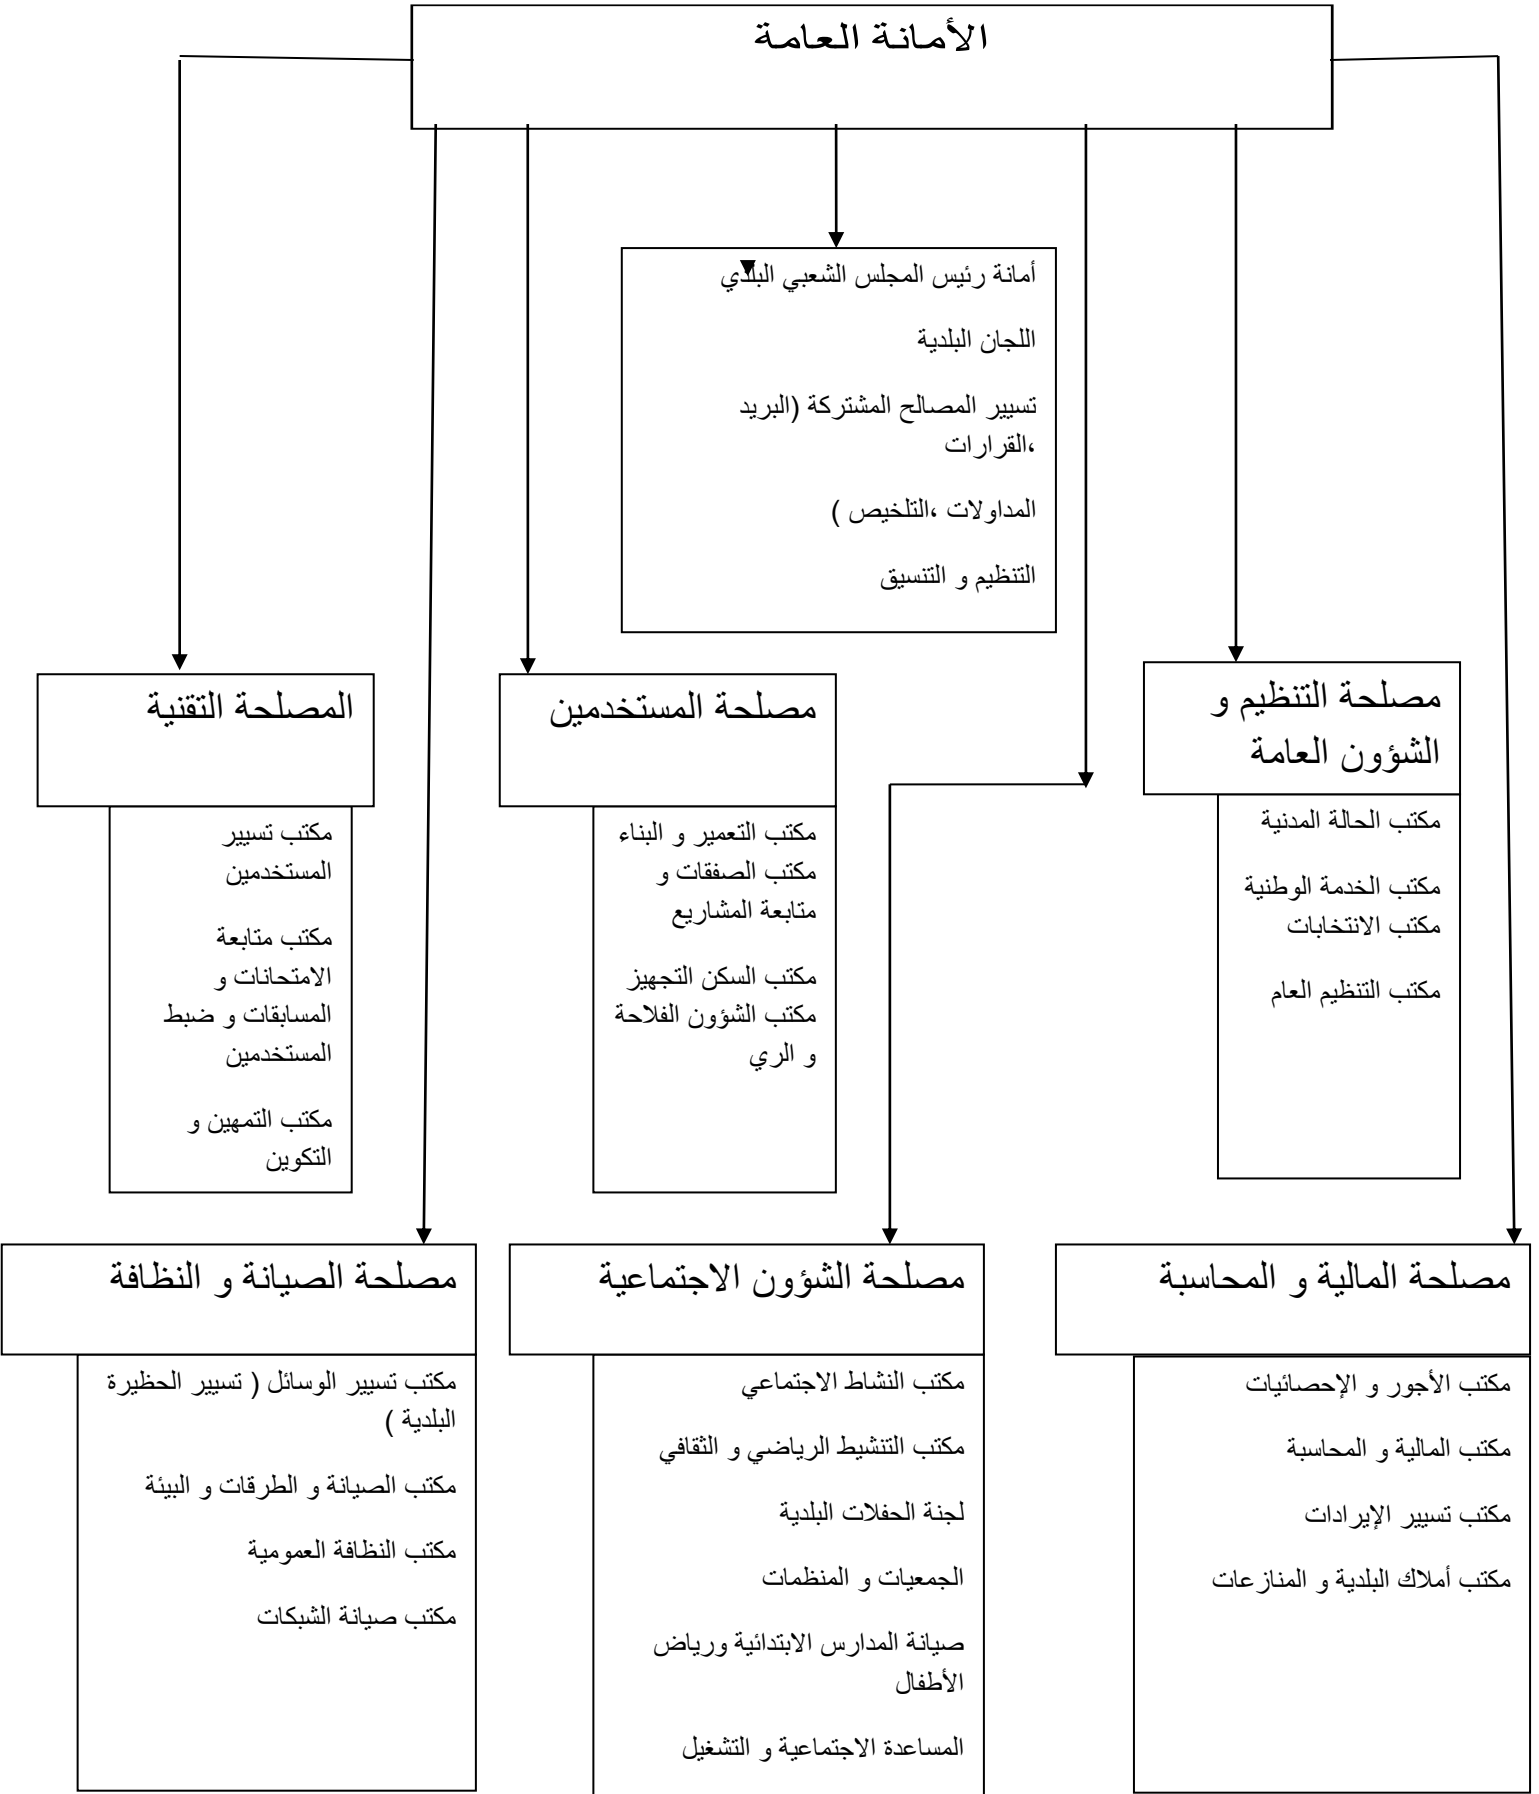 الأمانة العامة
أمانة رئيس المجلس الشعبي البلدي
اللجان البلدية
تسيير المصالح المشتركة (البريد
،القرارات
المداولات ،التلخيص )
التنظيم و التنسيق
مصلحة التنظيم و
الشؤون العامة
مكتب الحالة المدنية
مكتب الخدمة الوطنية
مكتب الانتخابات
مكتب التنظيم العام
مصلحة المستخدمين
مكتب التعمير و البناء
مكتب الصفقات و
متابعة المشاريع
مكتب السكن التجهيز
مكتب الشؤون الفلاحة
و الري
المصلحة التقنية
مكتب تسيير
المستخدمين
مكتب متابعة
الامتحانات و
المسابقات و ضبط
المستخدمين
مكتب التمهين و
التكوين
مصلحة المالية و المحاسبة
مكتب الأجور و الإحصائيات
مكتب المالية و المحاسبة
مكتب تسيير الإيرادات
مكتب أملاك البلدية و المنازعات
مصلحة الشؤون الاجتماعية
مكتب النشاط الاجتماعي
مكتب التنشيط الرياضي و الثقافي
لجنة الحفلات البلدية
الجمعيات و المنظمات
صيانة المدارس الابتدائية ورياض
الأطفال
المساعدة الاجتماعية و التشغيل
مصلحة الصيانة و النظافة
مكتب تسيير الوسائل ( تسيير الحظيرة
البلدية )
مكتب الصيانة و الطرقات و البيئة
مكتب النظافة العمومية
مكتب صيانة الشبكات